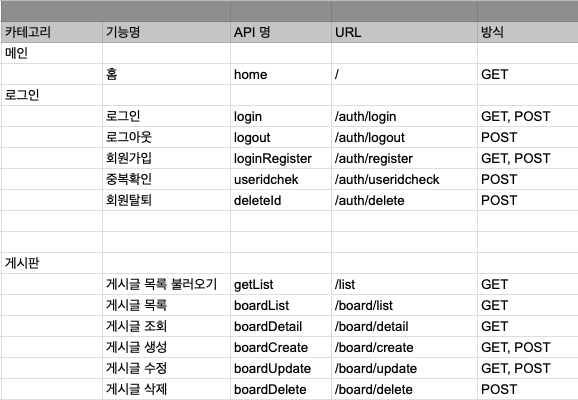 카테고리 기능명 API 명 URL 방식
메인
홈 home / GET
로그인
로그인 login /auth/login GET, POST
로그아웃 logout /auth/logout POST
회원가입 loginRegister /auth/register GET, POST
중복확인 useridchek /auth/useridcheck POST
회원탈퇴 deleteId /auth/delete POST
게시판
게시글 목록 불러오기 getList /list GET
게시글 목록 boardList /board/list GET
게시글 조회 boardDetail /board/detail GET
게시글 생성 boardCreate /board/create GET, POST
게시글 수정 boardUpdate /board/update GET, POST
게시글 삭제 boardDelete /board/delete POST